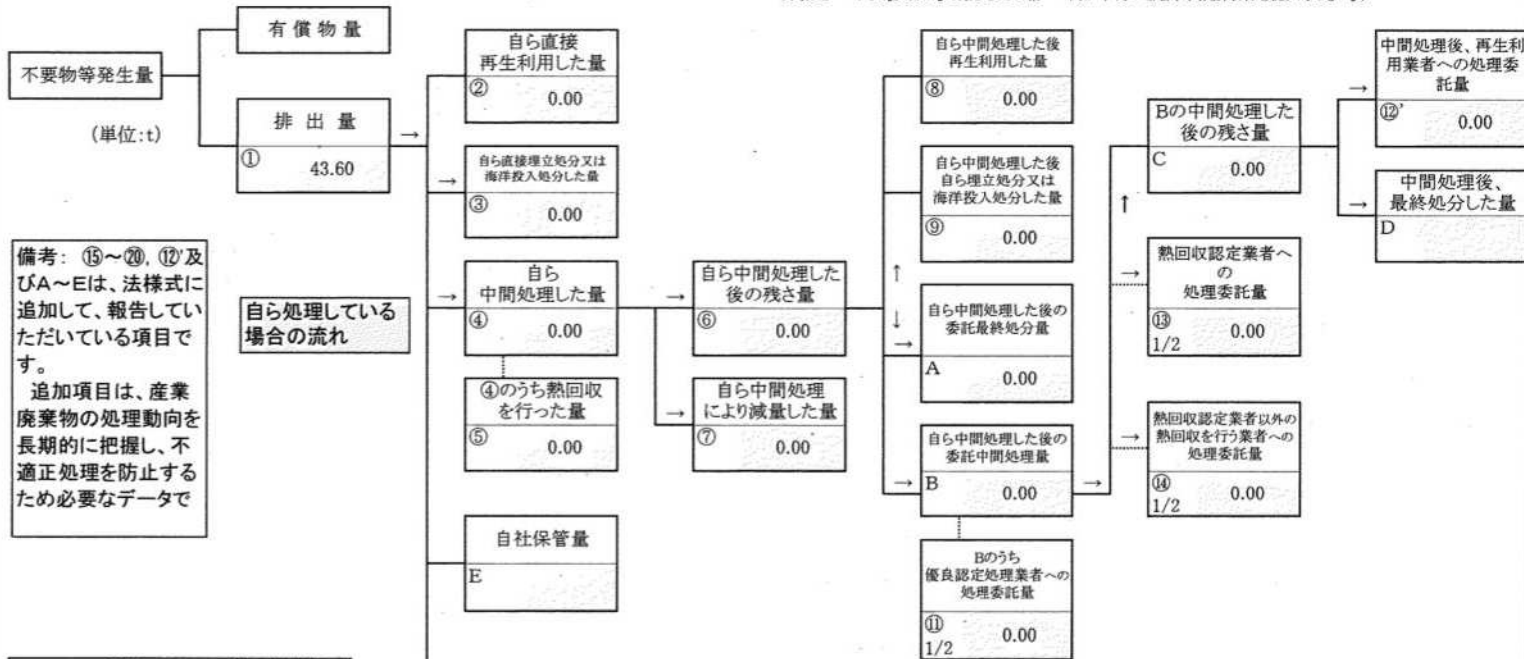 有 償 物 量
不要物等発生量
(単位:t)
排 出 量
→
① 43.60
備考: ⑮~⑳, ⑫'及
びA~Eは、法様式に
追加して、報告してい
ただいている項目で
す。
追加項目は、産業
廃棄物の処理動向を
長期的に把握し、不
適正処理を防止する
ため必要なデータで
自ら処理している
場合の流れ
自ら直接
再生利用した量
② 0.00
→
自ら直接埋立処分又は
海洋投入処分した量
③ 0.00
→
自ら
中間処理した量
④ 0.00
④のうち熱回収
を行った量
⑤ 0.00
自社保管量
E
→
自ら中間処理した
後の残さ量
⑥ 0.00
→
自ら中間処理
により減量した量
⑦ 0.00
自ら中間処理した後
再生利用した量
⑧ 0.00
自ら中間処理した後
自ら埋立処分又は
海洋投入処分した量
⑨ 0.00
↑
↓
→
自ら中間処理した後の
委託最終処分量
A 0.00
→
自ら中間処理した後の
委託中間処理量
B 0.00
→
Bのうち
優良認定処理業者への
処理委託量
⑪
1/2 0.00
→
Bの中間処理した
後の残さ量
C 0.00
↑
→
熱回収認定業者へ
の
処理委託量
⑬
1/2 0.00
→
熱回収認定業者以外の
熱回収を行う業者への
処理委託量
⑭
1/2 0.00
→
中間処理後、再生利
用業者への処理委
託量
⑫' 0.00
→
中間処理後、
最終処分した量
D